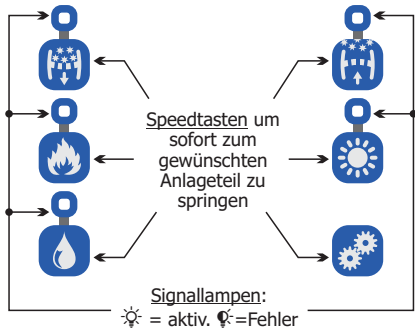 Speedtasten um
sofort zum
gewünschten
Anlageteil zu
springen
Signallampen:
= aktiv. =Fehler